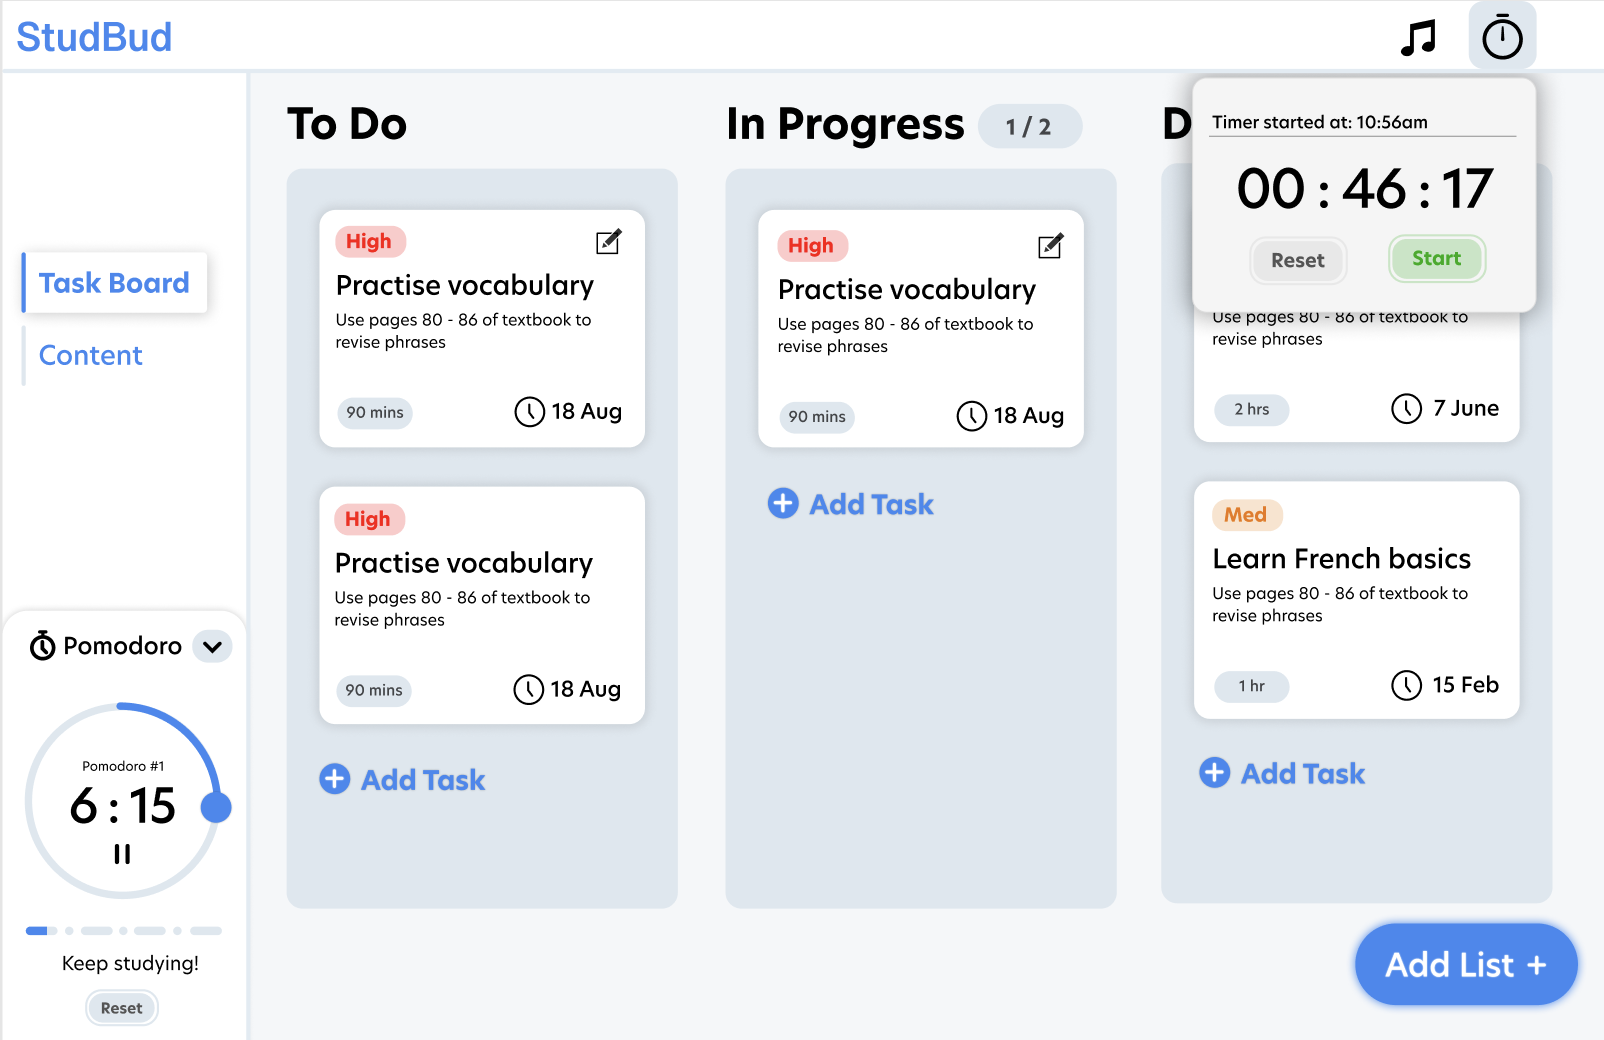 StudBud
Task Board
Content
Pomodoro
Pomodoro #1
6 : 15
Keep studying!
Reset
To Do
High
Practise vocabulary
Use pages 80 - 86 of textbook to
revise phrases
90 mins
18 Aug
High
Practise vocabulary
Use pages 80 - 86 of textbook to
revise phrases
90 mins
18 Aug
Add Task
In Progress
1 / 2
High
Practise vocabulary
Use pages 80 - 86 of textbook to
revise phrases
90 mins
18 Aug
Add Task
D
Timer started at: 10:56am
00 : 46 : 17
Reset
Start
Use pages 80 - 86 of textbook to
revise phrases
2 hrs
7 June
Med
Learn French basics
Use pages 80 - 86 of textbook to
revise phrases
1 hr
15 Feb
Add Task
Add List +